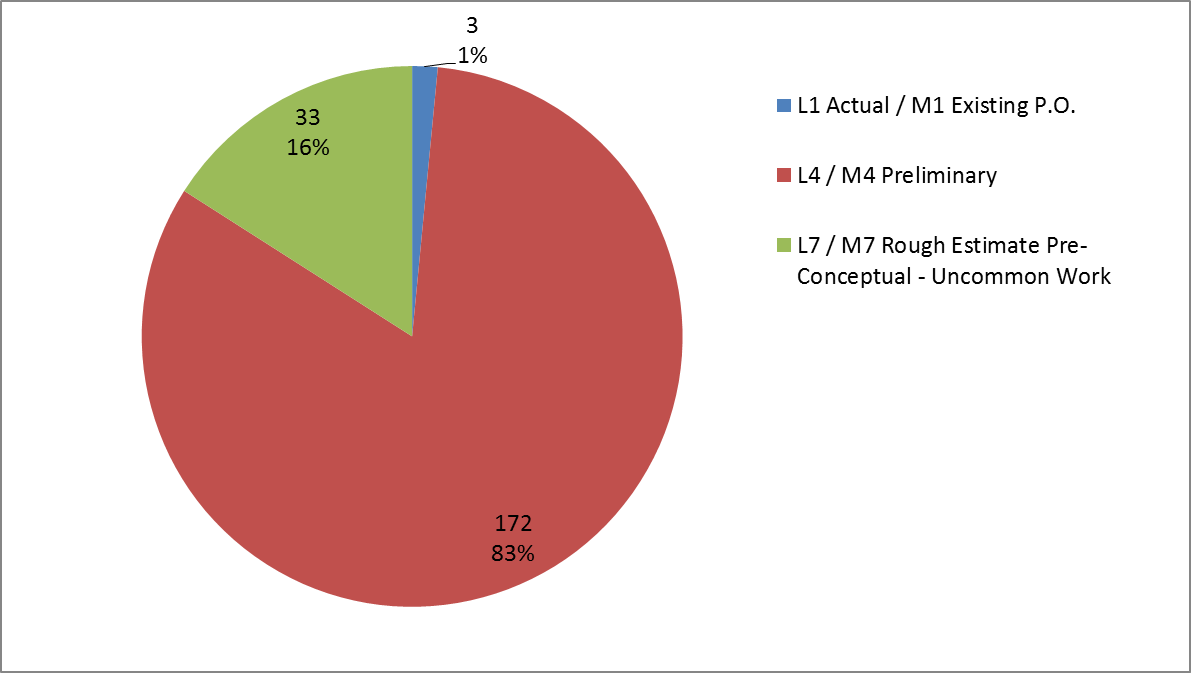 3
1%
33
16%
172
83%
L1 Actual / M1 Existing P.O.
L4 / M4 Preliminary
L7 / M7 Rough Estimate Pre-
Conceptual - Uncommon Work